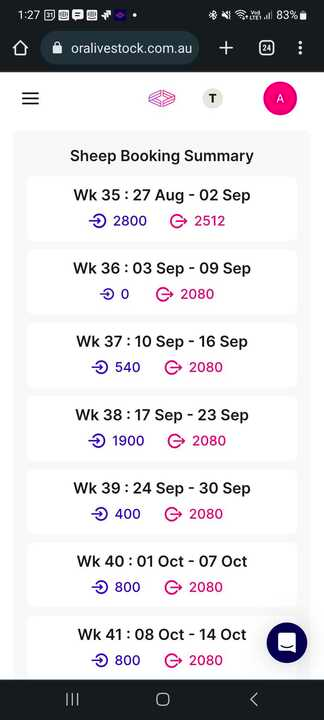 1:27 31 Vo) LTE1 83%
oralivestock.com.au 24
T A
Sheep Booking Summary
Wk 35 : 27 Aug - 02 Sep
2800 2512
Wk 36 : 03 Sep - 09 Sep
0 2080
Wk 37 : 10 Sep - 16 Sep
540 2080
Wk 38 : 17 Sep - 23 Sep
1900 2080
Wk 39 : 24 Sep - 30 Sep
400 2080
Wk 40 : 01 Oct - 07 Oct
800 2080
Wk 41 : 08 Oct - 14 Oct
800 2080